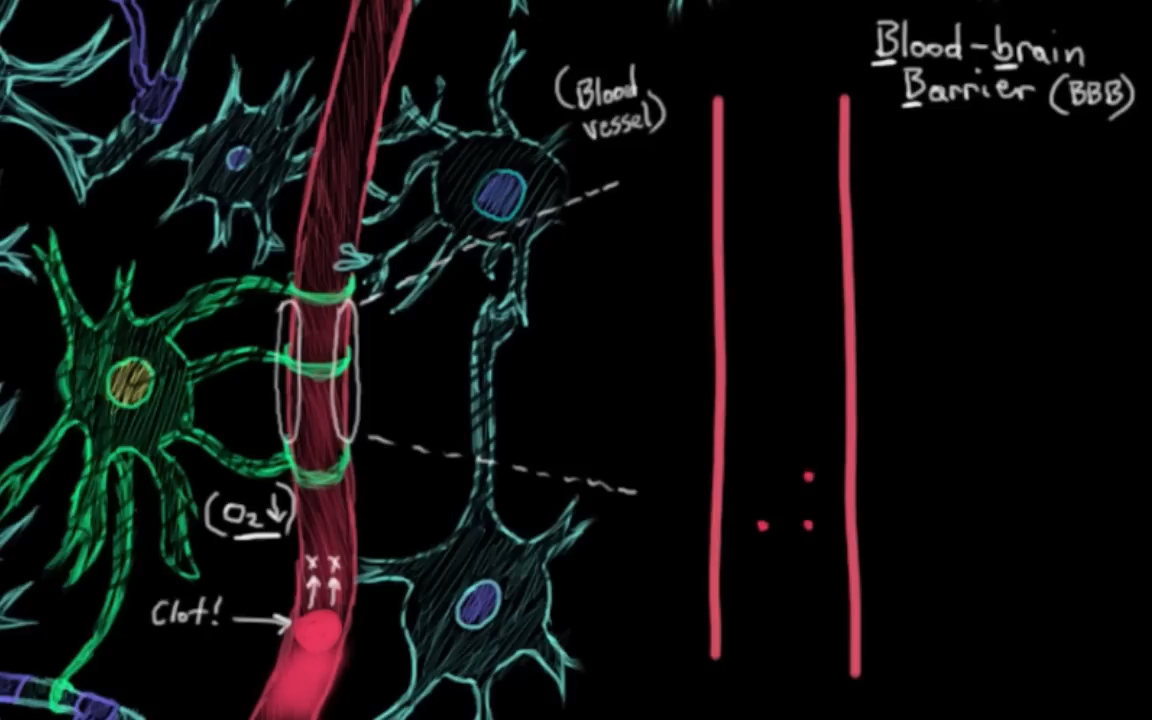 Blood-brain
Barrier (BBB)
(Blood
vessel)
(O₂↓)
x x
Clot!